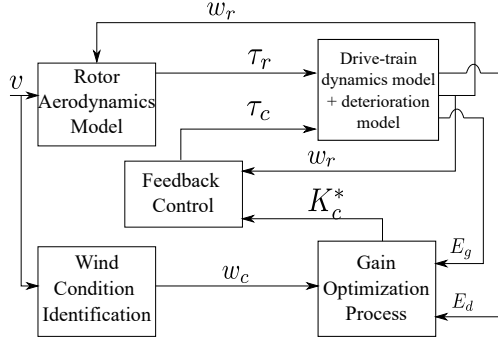 w_r
v
Rotor
Aerodynamics
Model
τ_r
τ_c
Drive-train
dynamics model
+ deterioration
model
w_r
Feedback
Control
K_c^*
Wind
Condition
Identification
w_c
Gain
Optimization
Process
E_g
E_d